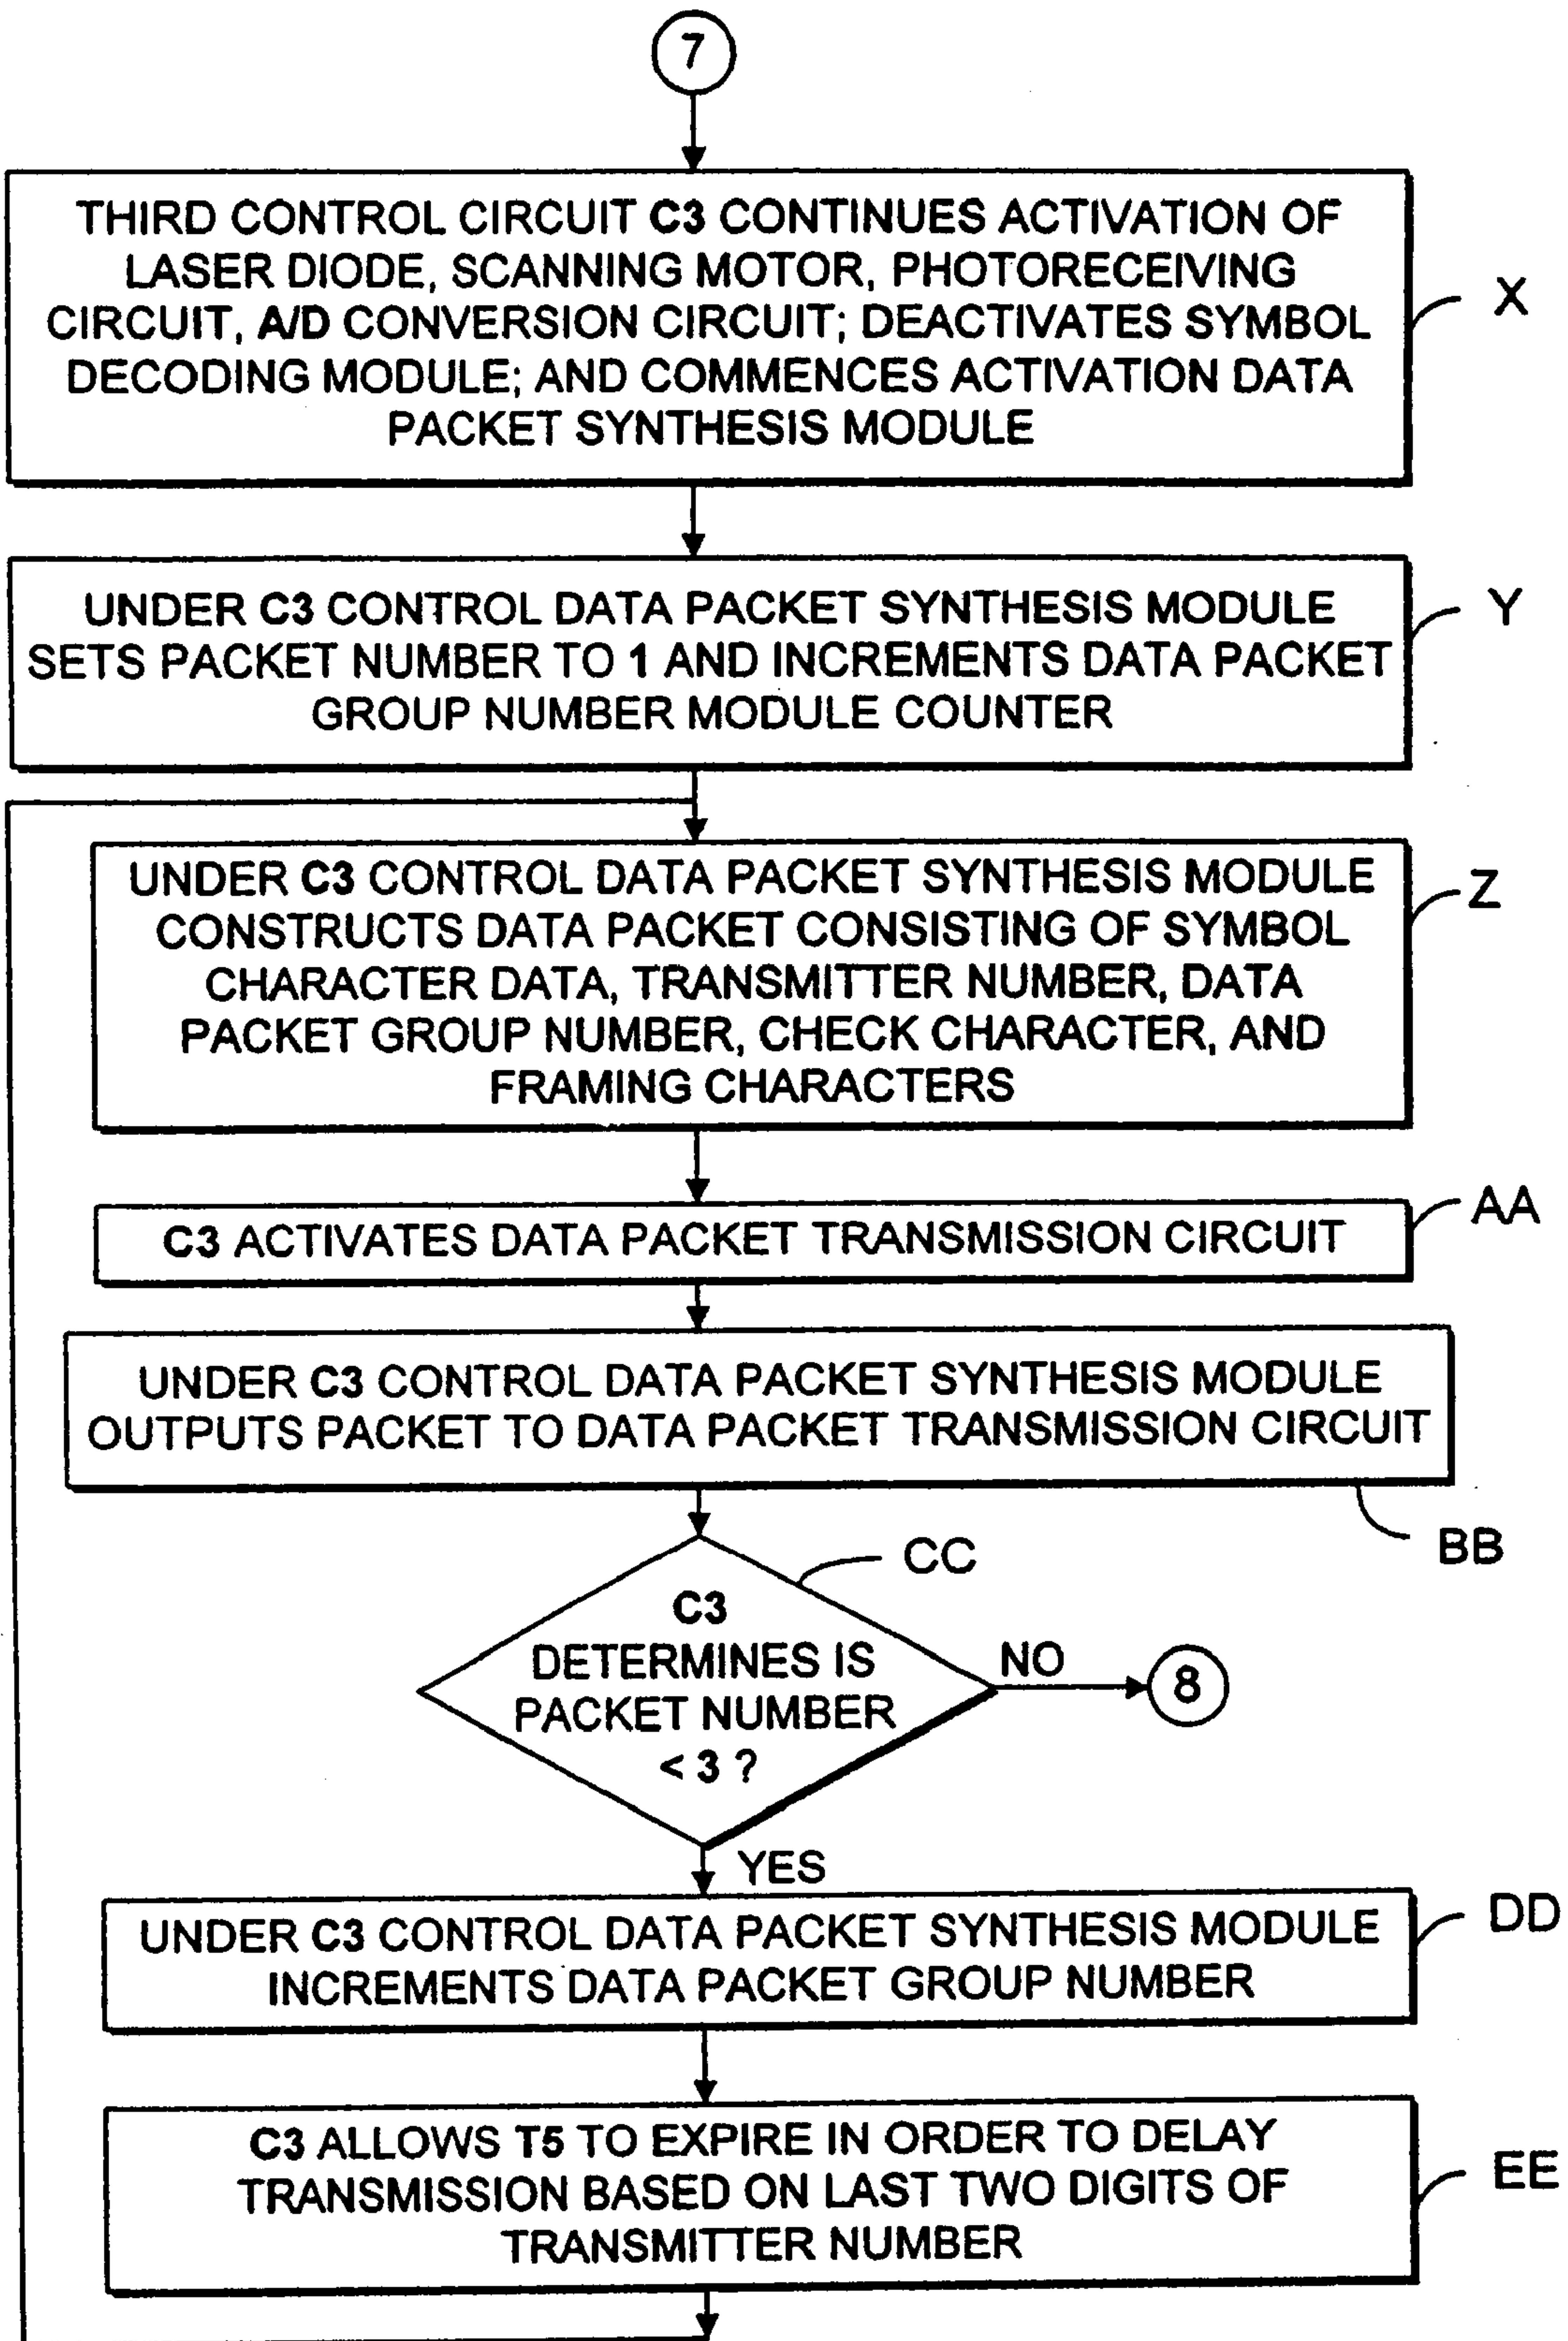 7
THIRD CONTROL CIRCUIT C3 CONTINUES ACTIVATION OF
LASER DIODE, SCANNING MOTOR, PHOTORECEIVING
CIRCUIT, A/D CONVERSION CIRCUIT; DEACTIVATES SYMBOL
DECODING MODULE; AND COMMENCES ACTIVATION DATA
PACKET SYNTHESIS MODULE
X
UNDER C3 CONTROL DATA PACKET SYNTHESIS MODULE
SETS PACKET NUMBER TO 1 AND INCREMENTS DATA PACKET
GROUP NUMBER MODULE COUNTER
Y
UNDER C3 CONTROL DATA PACKET SYNTHESIS MODULE
CONSTRUCTS DATA PACKET CONSISTING OF SYMBOL
CHARACTER DATA, TRANSMITTER NUMBER, DATA
PACKET GROUP NUMBER, CHECK CHARACTER, AND
FRAMING CHARACTERS
Z
C3 ACTIVATES DATA PACKET TRANSMISSION CIRCUIT
AA
UNDER C3 CONTROL DATA PACKET SYNTHESIS MODULE
OUTPUTS PACKET TO DATA PACKET TRANSMISSION CIRCUIT
BB
CC
C3
DETERMINES IS
PACKET NUMBER
< 3 ?
NO
8
YES
UNDER C3 CONTROL DATA PACKET SYNTHESIS MODULE
INCREMENTS DATA PACKET GROUP NUMBER
DD
C3 ALLOWS T5 TO EXPIRE IN ORDER TO DELAY
TRANSMISSION BASED ON LAST TWO DIGITS OF
TRANSMITTER NUMBER
EE